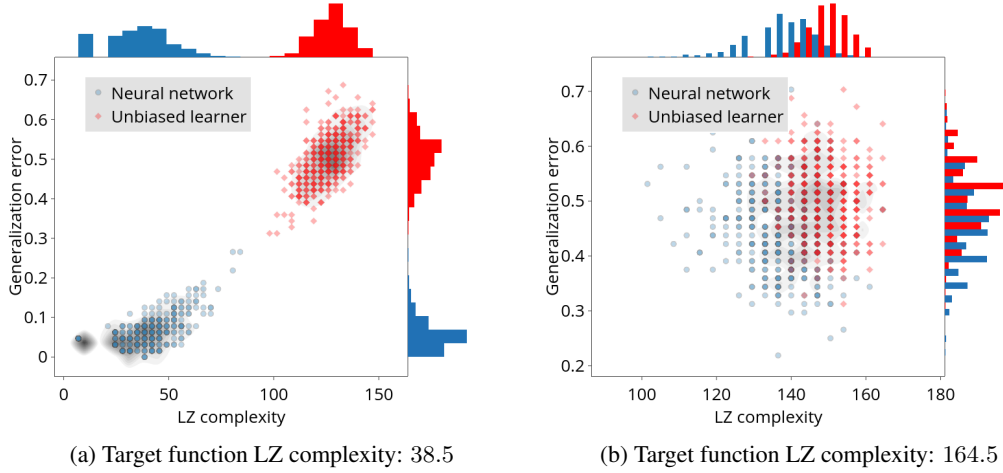 0.7
0.6
0.5
0.4
0.3
0.2
0.1
0
Generalization error
Neural network
Unbiased learner
0
50
100
150
LZ complexity
(a) Target function LZ complexity: 38.5
0.7
0.6
0.5
0.4
0.3
0.2
Generalization error
Neural network
Unbiased learner
100
120
140
160
180
LZ complexity
(b) Target function LZ complexity: 164.5